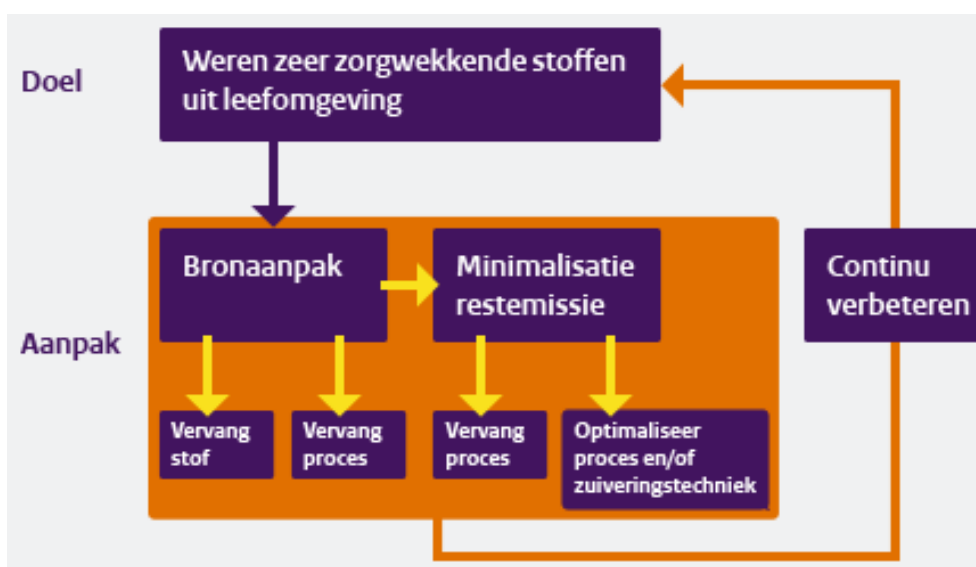 Doel
Weren zeer zorgwekkende stoffen
uit leefomgeving
Aanpak
Bronaanpak
Minimalisatie
restemissie
Continu
verbeteren
Vervang
stof
Vervang
proces
Vervang
proces
Optimaliseer
proces en/of
zuiveringstechniek